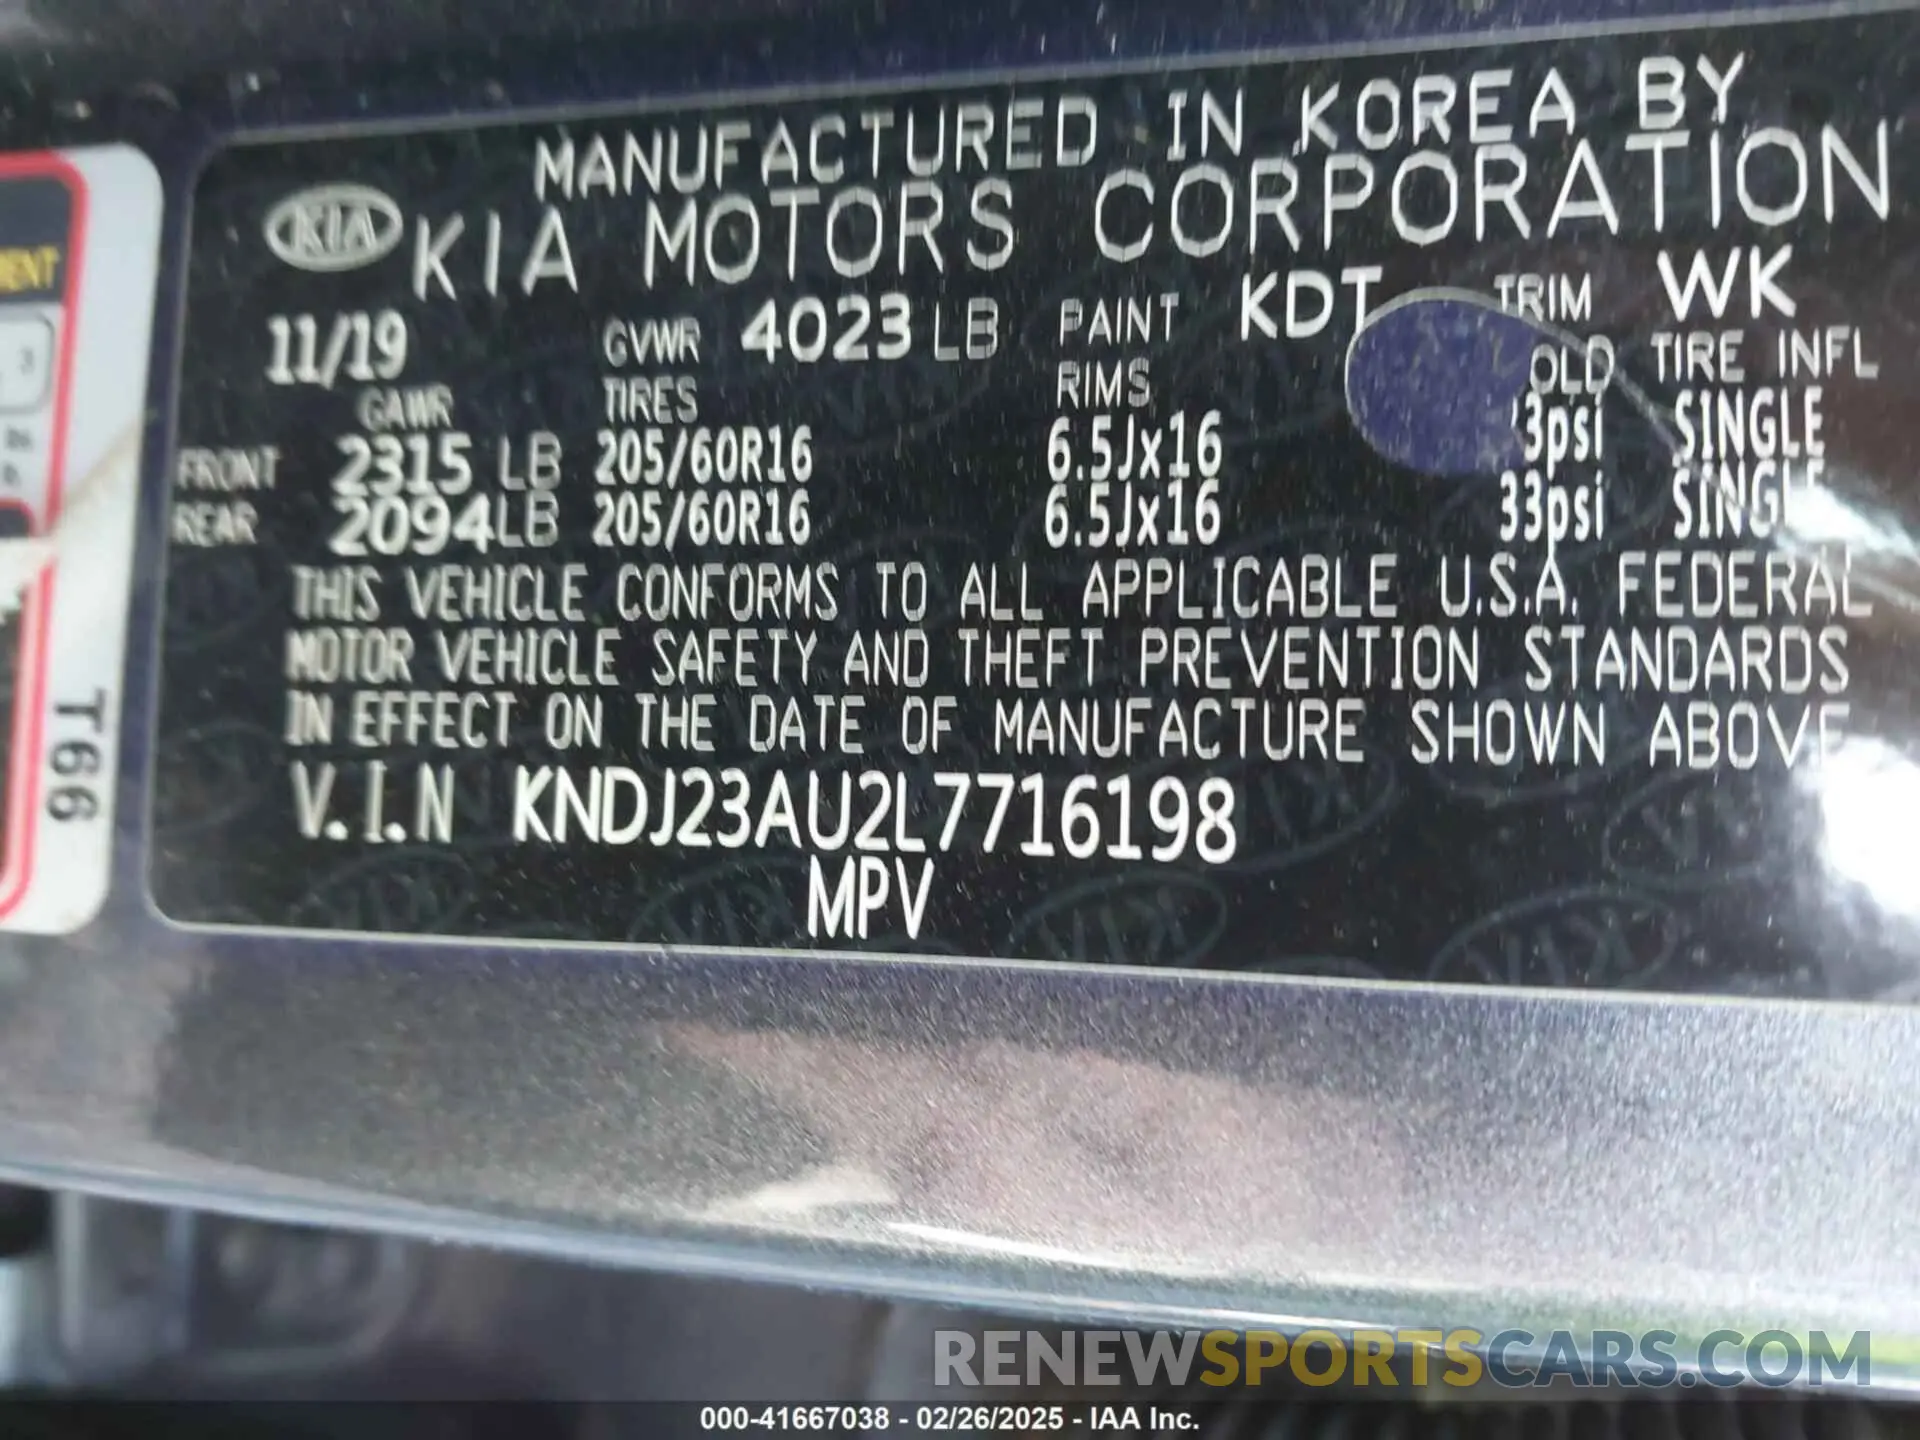 MANUFACTURED IN KOREA BY
KIA KIA MOTORS CORPORATION
11/19 GVWR 4023 LB PAINT KDT TRIM WK
GAWR TIRES RIMS OLD TIRE INFL
FRONT 2315 LB 205/60R16 6.5Jx16 3psi SINGLE
REAR 2094 LB 205/60R16 6.5Jx16 33psi SINGLE
THIS VEHICLE CONFORMS TO ALL APPLICABLE U.S.A. FEDERAL
MOTOR VEHICLE SAFETY AND THEFT PREVENTION STANDARDS
IN EFFECT ON THE DATE OF MANUFACTURE SHOWN ABOVE
V.I.N KNDJ23AU2L7716198
MPV
T66
RENEWSPORTSCARS.COM
000-41667038 - 02/26/2025 - IAA Inc.